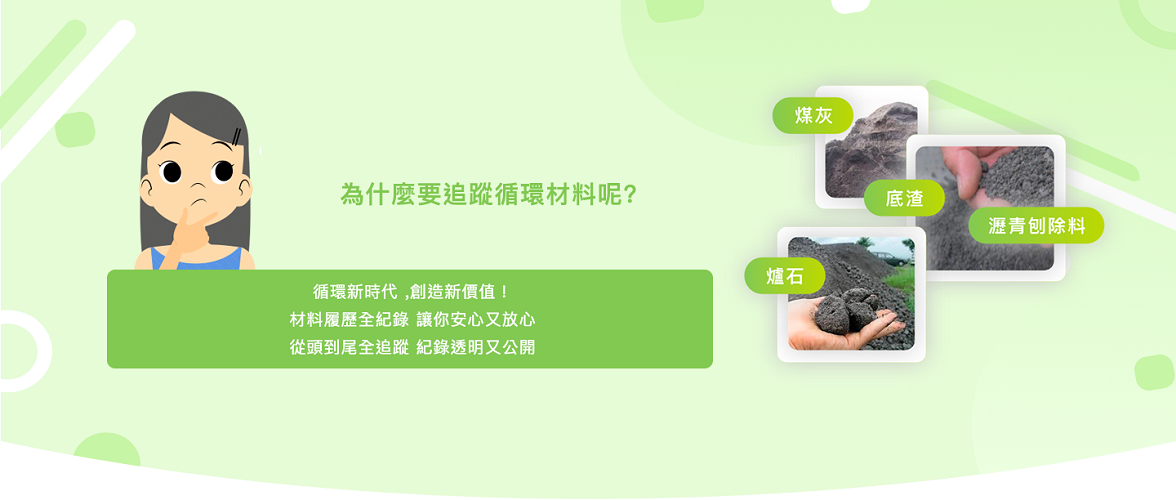 為什麼要追蹤循環材料呢?
循環新時代 ,創造新價值！
材料履歷全紀錄 讓你安心又放心
從頭到尾全追蹤 紀錄透明又公開
煤灰
底渣
瀝青刨除料
爐石